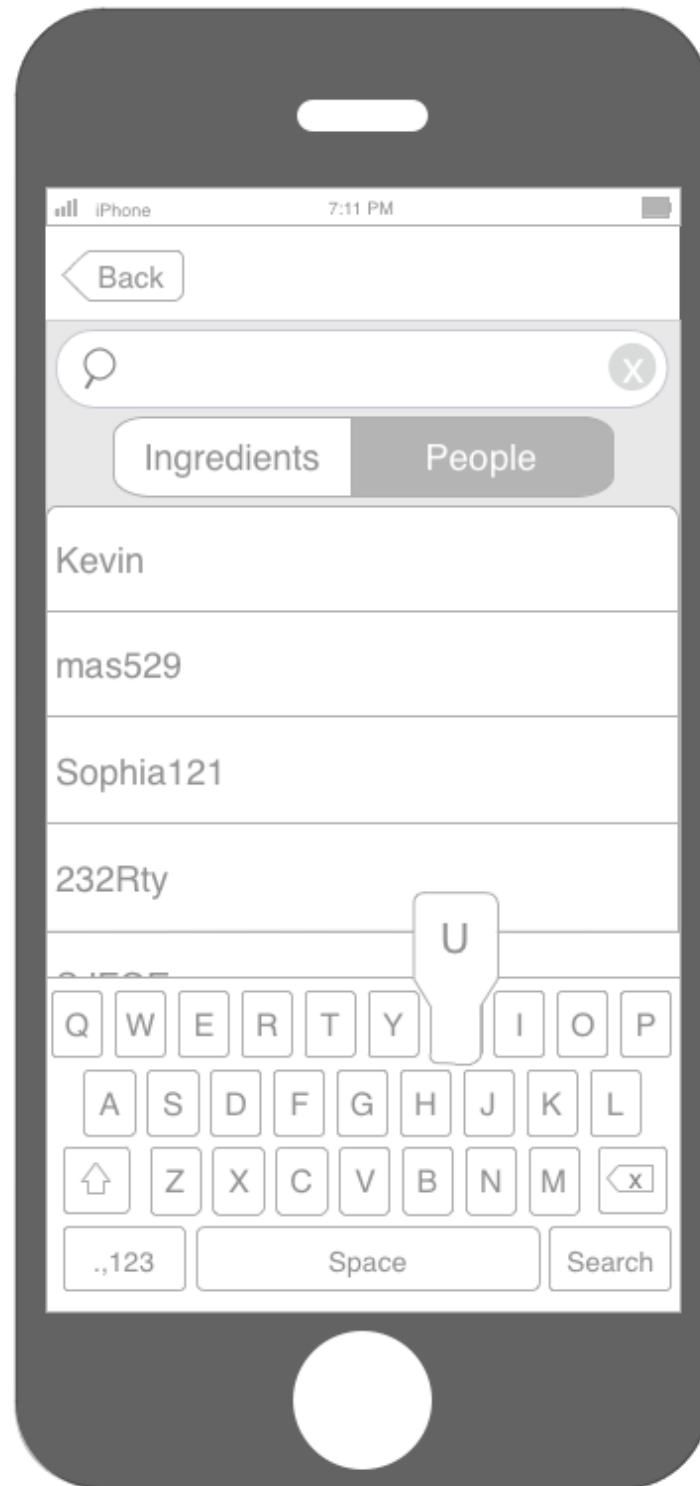 iPhone 7:11 PM
Back
X
Ingredients People
Kevin
mas529
Sophia121
232Rty
U
Q W E R T Y I O P
A S D F G H J K L
Z X C V B N M x
.,123 Space Search